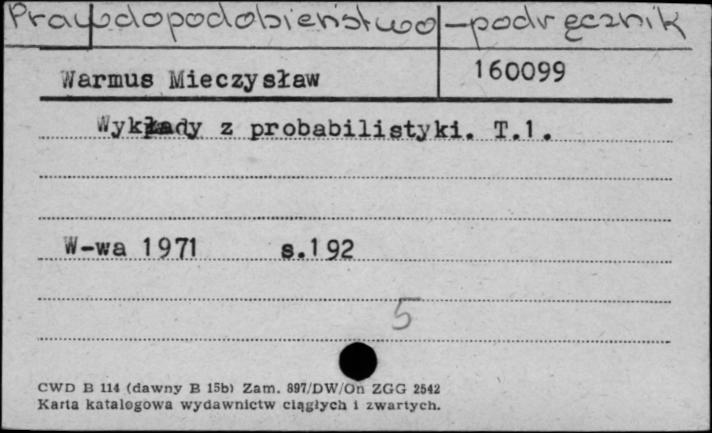 Prawdopodobieństwo - podręcznik
Warmus Mieczysław 160099
Wykłady z probabilistyki. T.1.
W-wa 1971 s.192
5
CWD B 114 (dawny B 15b) Zam. 897/DW/On ZGG 2542
Karta katalogowa wydawnictw ciągłych i zwartych.